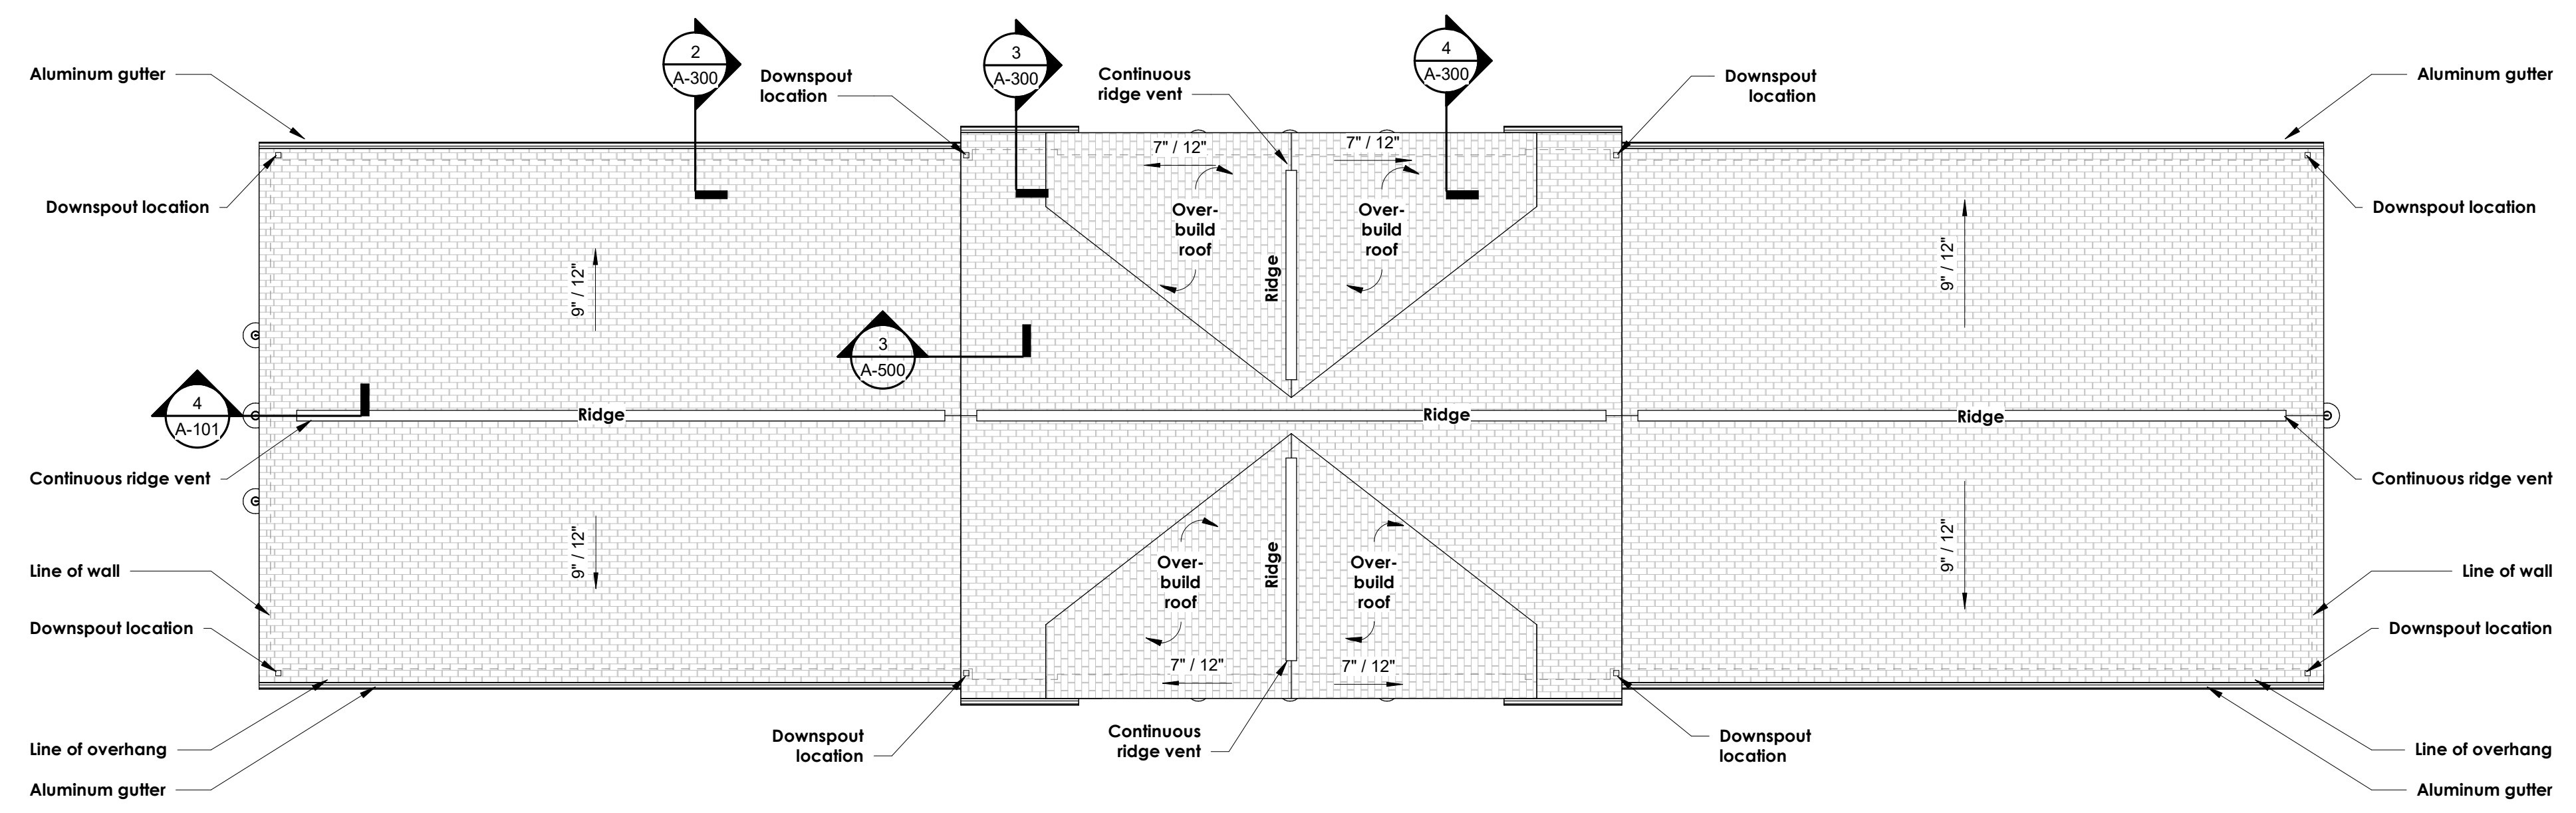 2
A-300
3
A-300
4
A-300
Aluminum gutter
Downspout
location
Continuous
ridge vent
Downspout
location
Aluminum gutter
7" / 12"
7" / 12"
Downspout location
Over-
build
roof
Over-
build
roof
Downspout location
9" / 12"
Ridge
9" / 12"
3
A-500
4
A-101
Ridge
Ridge
Ridge
Continuous ridge vent
Continuous ridge vent
9" / 12"
Over-
build
roof
Ridge
Over-
build
roof
9" / 12"
Line of wall
Line of wall
Downspout location
Downspout location
7" / 12"
7" / 12"
Downspout
location
Continuous
ridge vent
Downspout
location
Line of overhang
Line of overhang
Aluminum gutter
Aluminum gutter